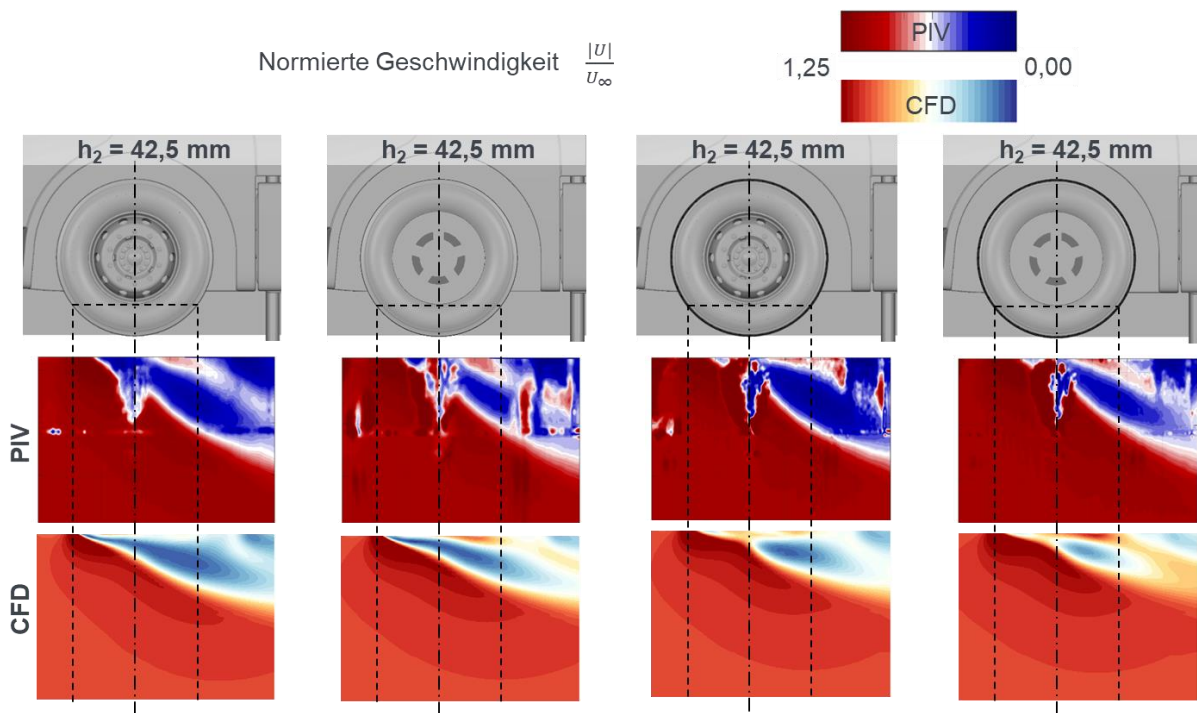 PIV
Normierte Geschwindigkeit |U| / U∞
1,25 0,00
CFD
h₂ = 42,5 mm h₂ = 42,5 mm h₂ = 42,5 mm h₂ = 42,5 mm
PIV
CFD